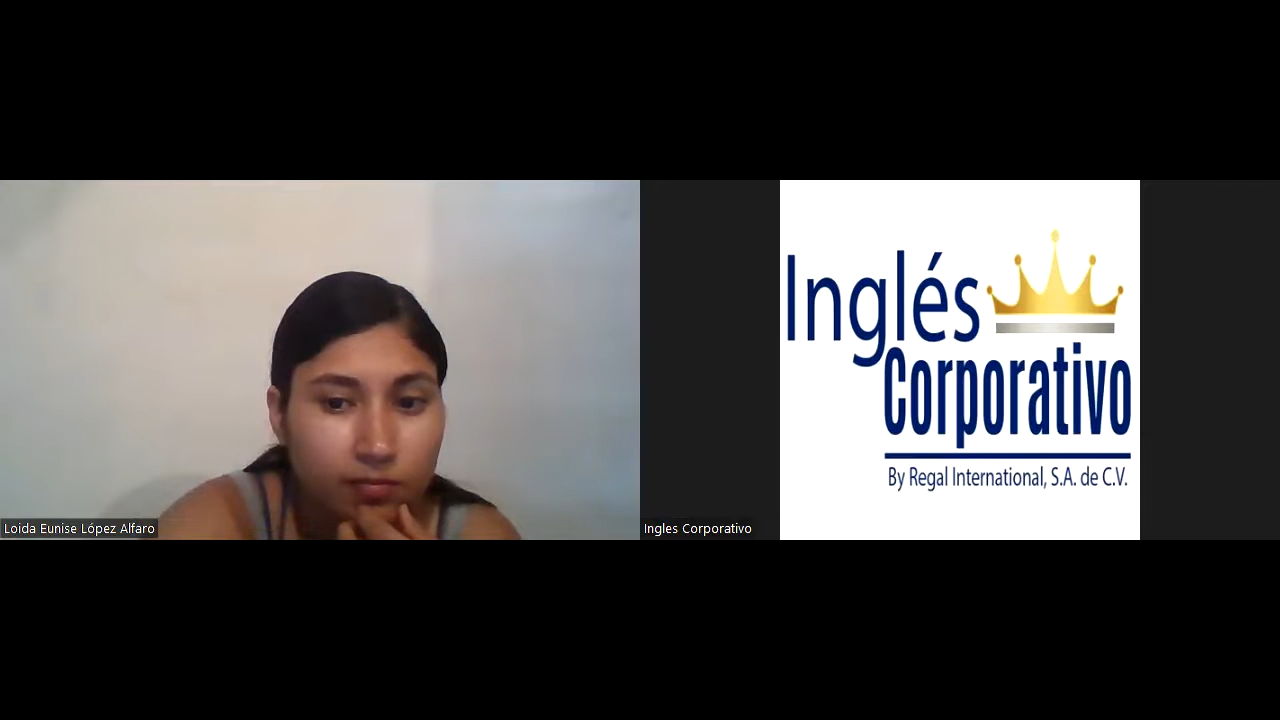 Inglés
Corporativo
By Regal International, S.A. de C.V.
Loida Eunise López Alfaro
Ingles Corporativo